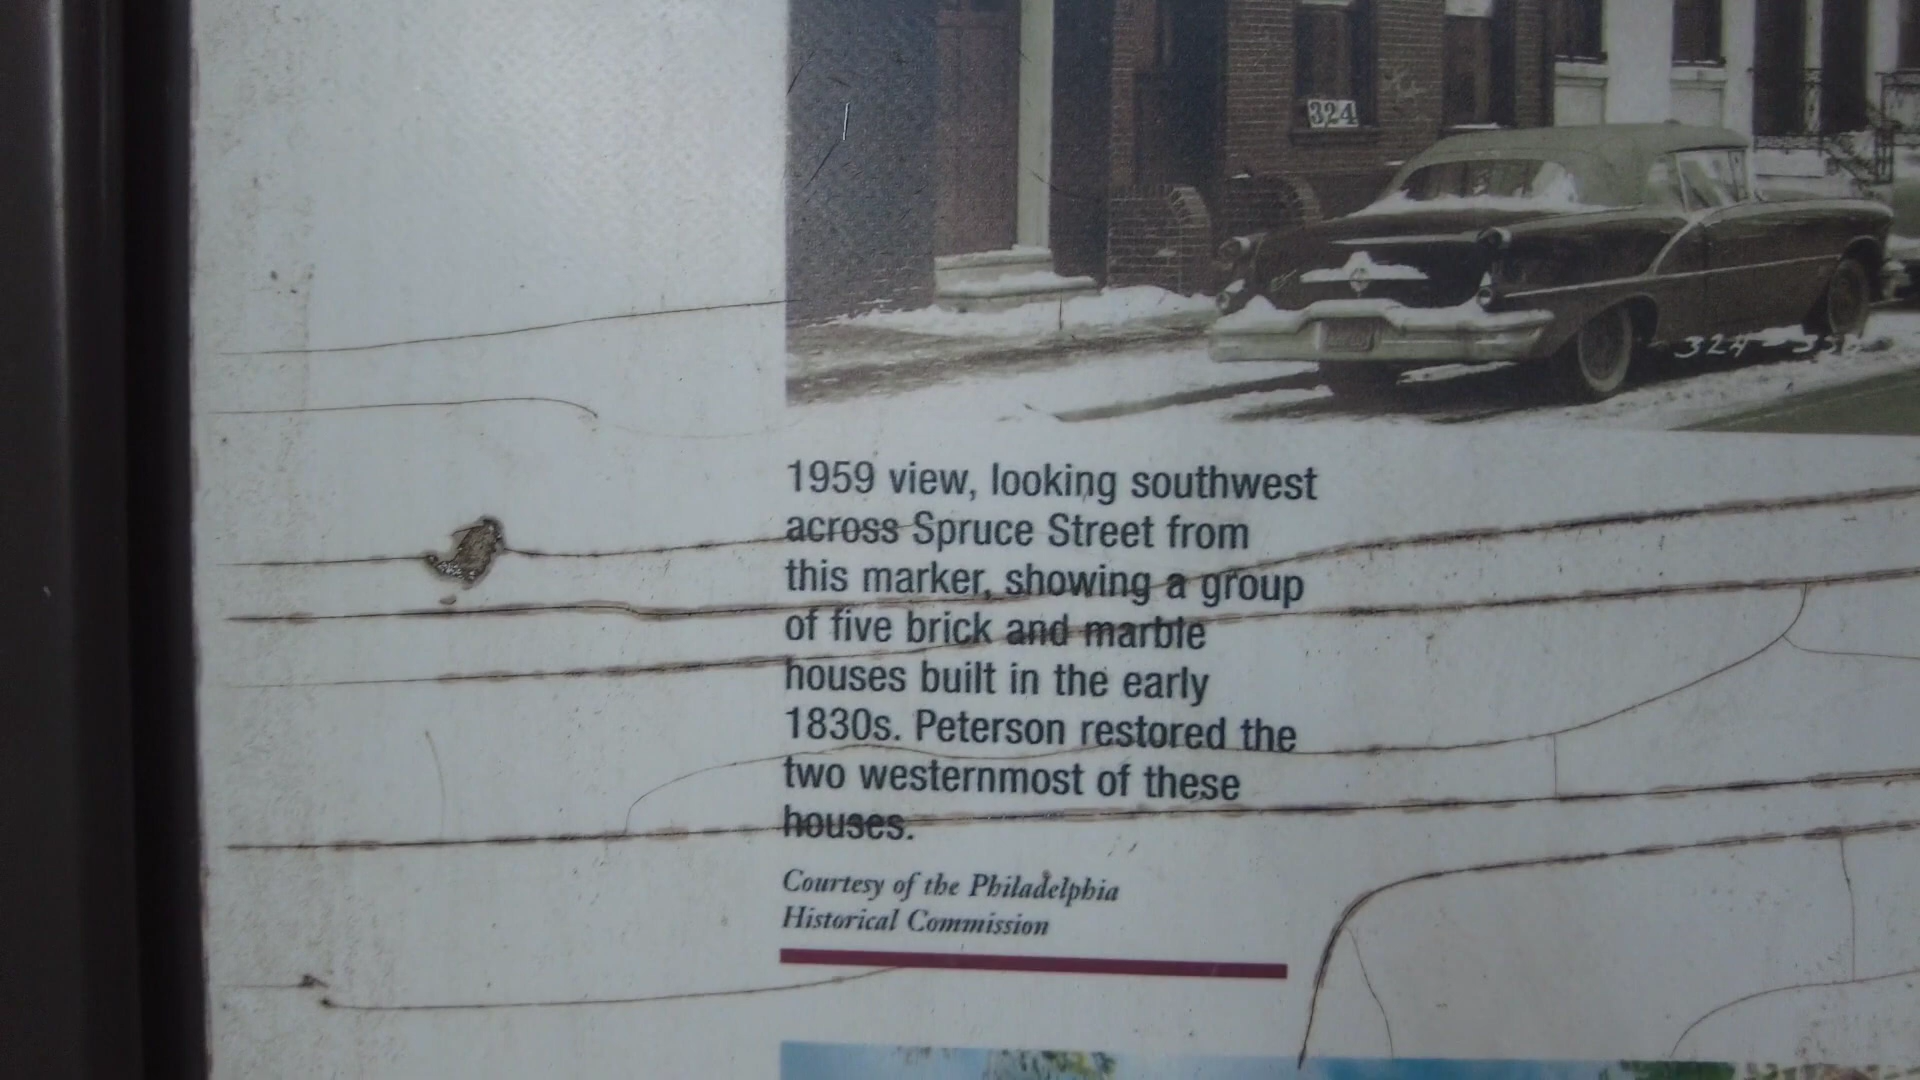 324
324-326
1959 view, looking southwest
across Spruce Street from
this marker, showing a group
of five brick and marble
houses built in the early
1830s. Peterson restored the
two westernmost of these
houses.
Courtesy of the Philadelphia
Historical Commission